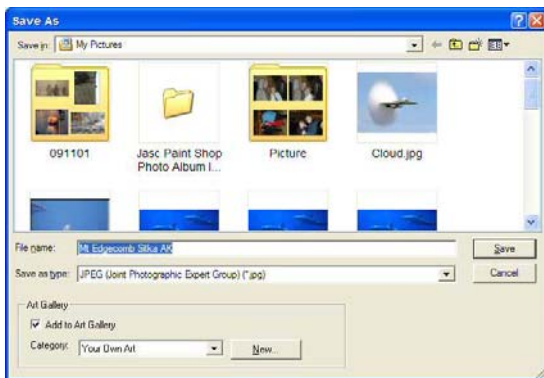 Save As
Save in: My Pictures
091101
Jasc Paint Shop Photo Album I...
Picture
Cloud.jpg
File name: Mt Edgecomb Sitka AK
Save
Save as type: JPEG (Joint Photographic Expert Group) (*.jpg)
Cancel
Art Gallery
Add to Art Gallery
Category: Your Own Art
New...